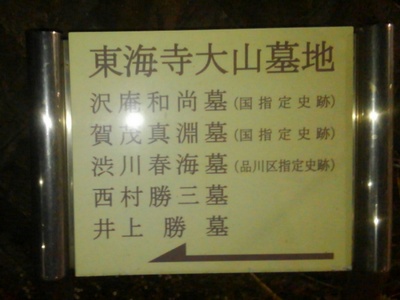 東海寺大山墓地
沢庵和尚墓(国指定史跡)
賀茂真淵墓(国指定史跡)
渋川春海墓(品川区指定史跡)
西村勝三墓
井上勝 墓